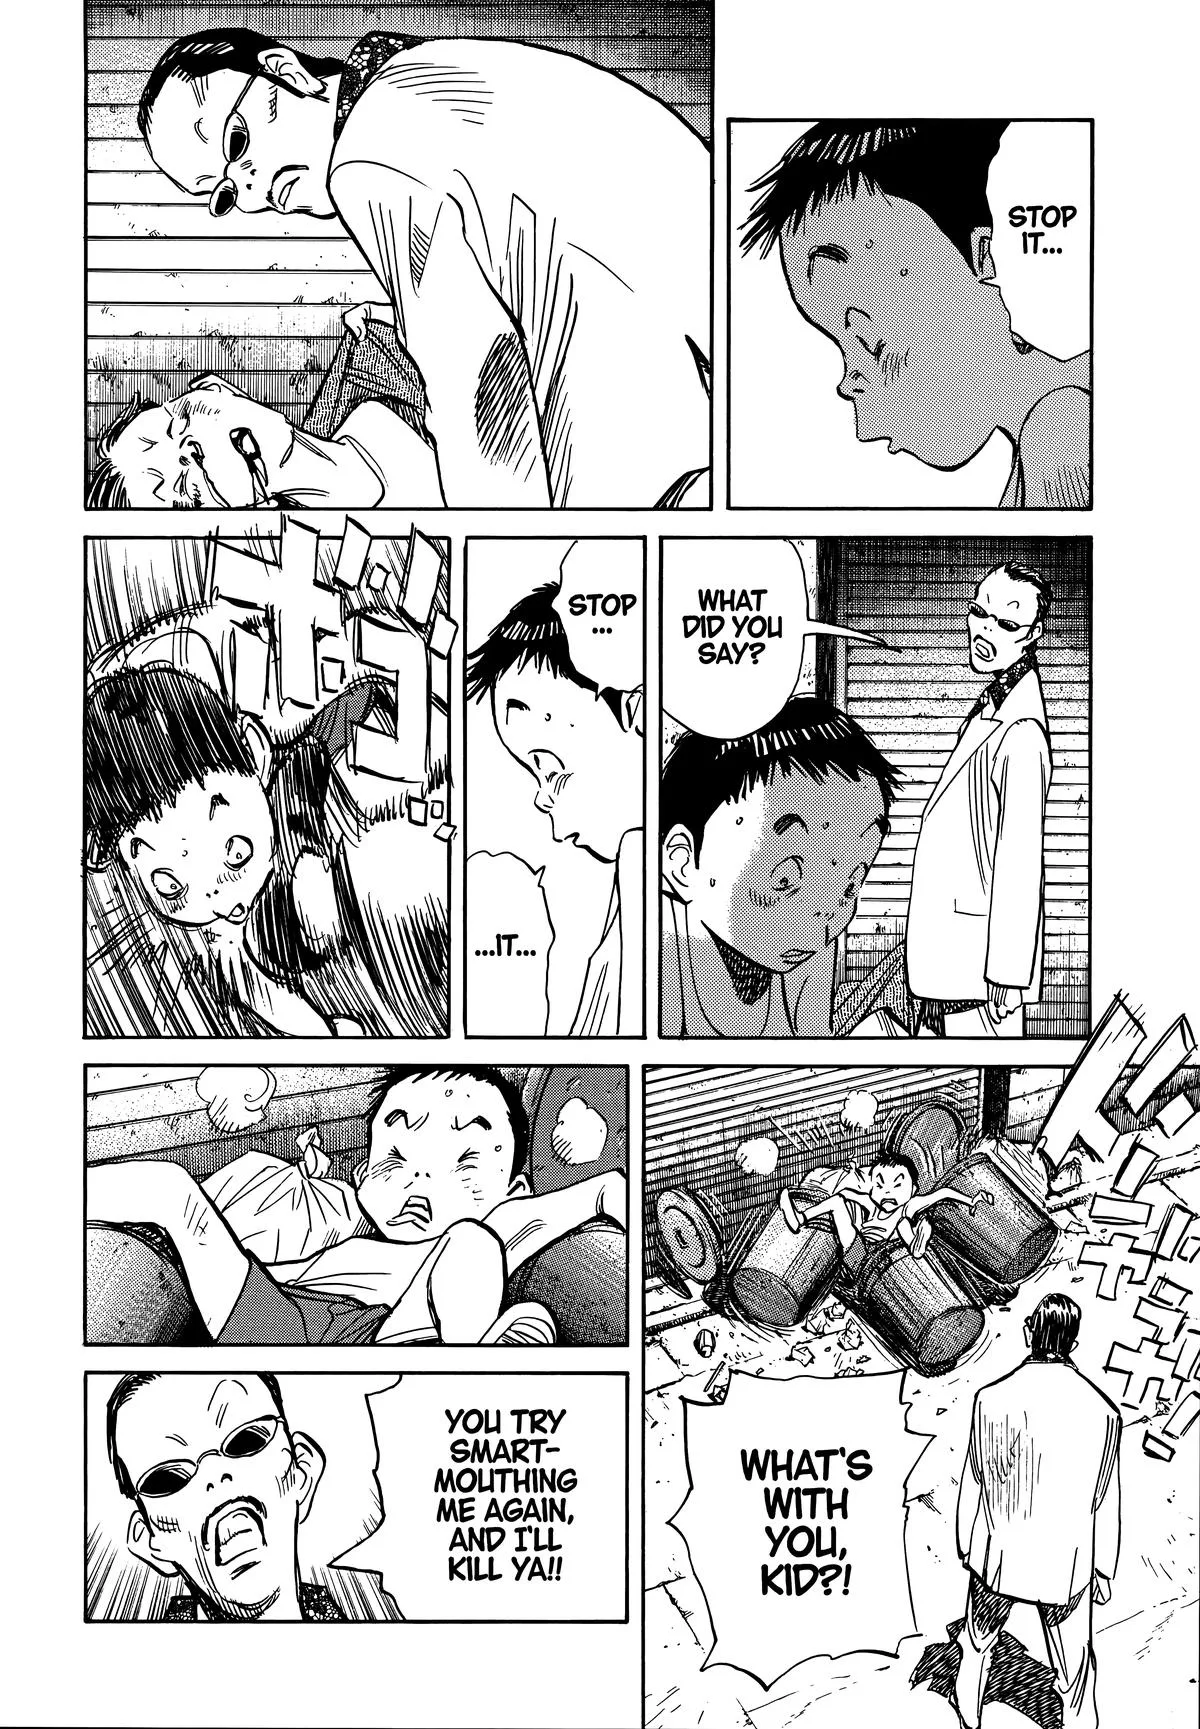 STOP
IT...
WHAT
DID YOU
SAY?
STOP
...
...IT...
WHAT'S
WITH
YOU,
KID?!
YOU TRY
SMART-
MOUTHING
ME AGAIN,
AND I'LL
KILL YA!!